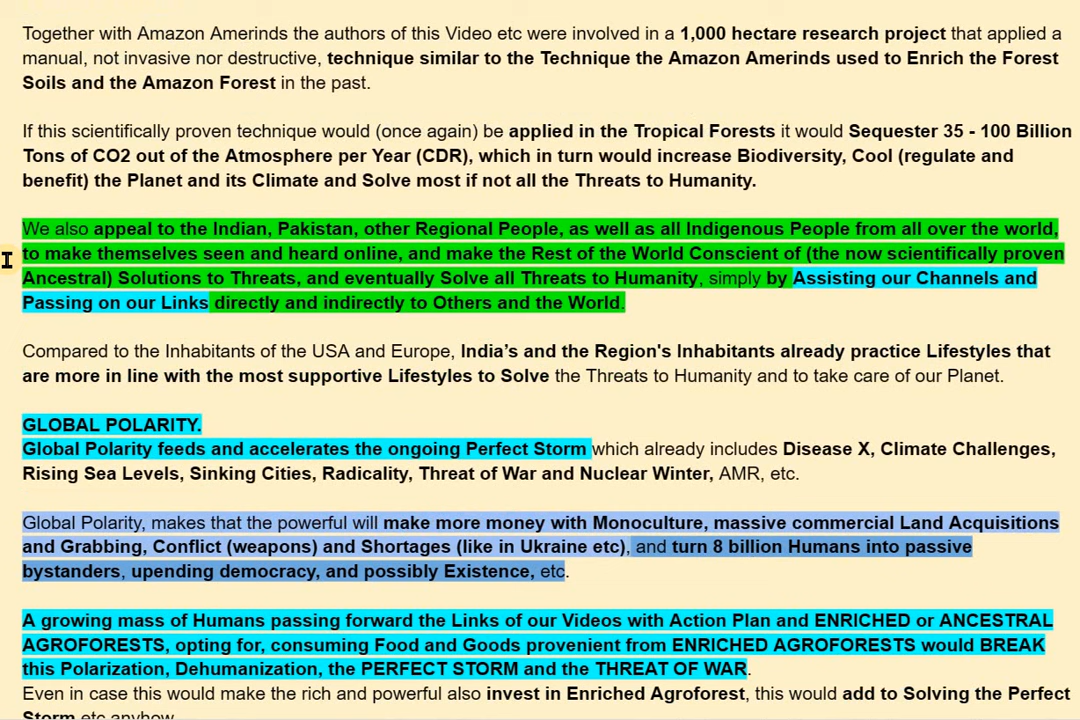 Together with Amazon Amerinds the authors of this Video etc were involved in a 1,000 hectare research project that applied a
manual, not invasive nor destructive, technique similar to the Technique the Amazon Amerinds used to Enrich the Forest
Soils and the Amazon Forest in the past.
If this scientifically proven technique would (once again) be applied in the Tropical Forests it would Sequester 35 - 100 Billion
Tons of CO2 out of the Atmosphere per Year (CDR), which in turn would increase Biodiversity, Cool (regulate and
benefit) the Planet and its Climate and Solve most if not all the Threats to Humanity.
We also appeal to the Indian, Pakistan, other Regional People, as well as all Indigenous People from all over the world,
to make themselves seen and heard online, and make the Rest of the World Conscient of (the now scientifically proven
Ancestral) Solutions to Threats, and eventually Solve all Threats to Humanity, simply by Assisting our Channels and
Passing on our Links directly and indirectly to Others and the World.
Compared to the Inhabitants of the USA and Europe, India's and the Region's Inhabitants already practice Lifestyles that
are more in line with the most supportive Lifestyles to Solve the Threats to Humanity and to take care of our Planet.
GLOBAL POLARITY.
Global Polarity feeds and accelerates the ongoing Perfect Storm which already includes Disease X, Climate Challenges,
Rising Sea Levels, Sinking Cities, Radicality, Threat of War and Nuclear Winter, AMR, etc.
Global Polarity, makes that the powerful will make more money with Monoculture, massive commercial Land Acquisitions
and Grabbing, Conflict (weapons) and Shortages (like in Ukraine etc), and turn 8 billion Humans into passive
bystanders, upending democracy, and possibly Existence, etc.
A growing mass of Humans passing forward the Links of our Videos with Action Plan and ENRICHED or ANCESTRAL
AGROFORESTS, opting for, consuming Food and Goods provenient from ENRICHED AGROFORESTS would BREAK
this Polarization, Dehumanization, the PERFECT STORM and the THREAT OF WAR.
Even in case this would make the rich and powerful also invest in Enriched Agroforest, this would add to Solving the Perfect
Storm etc anyhow